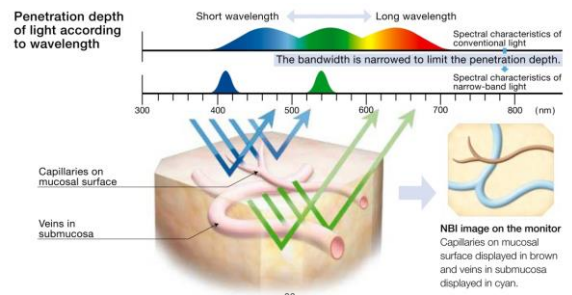 Penetration depth
of light according
to wavelength
Short wavelength
Long wavelength
Spectral characteristics of
conventional light
The bandwidth is narrowed to limit the penetration depth.
Spectral characteristics of
narrow-band light
300 400 500 600 700 800 (nm)
Capillaries on
mucosal surface
Veins in
submucosa
NBI image on the monitor
Capillaries on mucosal
surface displayed in brown
and veins in submucosa
displayed in cyan.